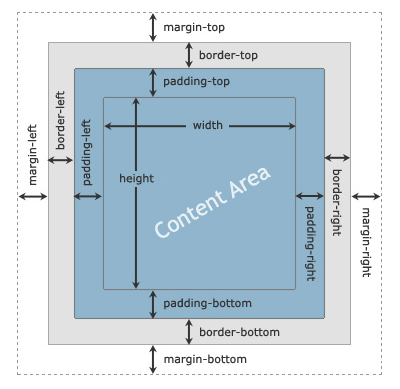 margin-top
border-top
padding-top
margin-left
border-left
padding-left
width
height
Content Area
padding-right
border-right
margin-right
padding-bottom
border-bottom
margin-bottom